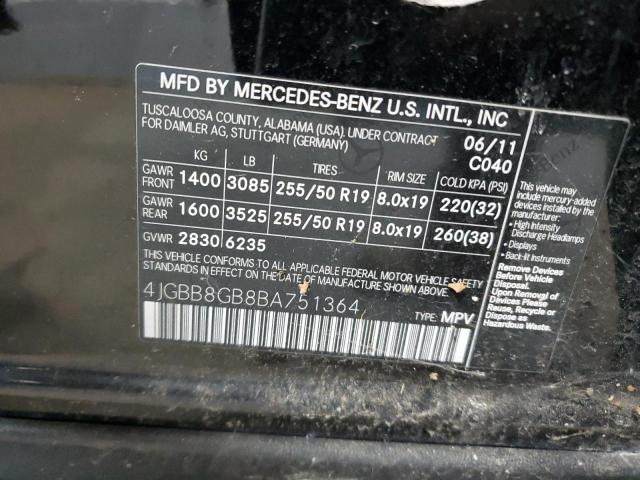 MFD BY MERCEDES-BENZ U.S. INTL., INC
TUSCALOOSA COUNTY, ALABAMA (USA), UNDER CONTRACT
FOR DAIMLER AG, STUTTGART (GERMANY)
06/11
C040
KG LB TIRES RIM SIZE COLD KPA (PSI)
GAWR FRONT 1400 3085 255/50 R19 8.0x19 220(32)
GAWR REAR 1600 3525 255/50 R19 8.0x19 260(38)
GVWR 2830 6235
THIS VEHICLE CONFORMS TO ALL APPLICABLE FEDERAL MOTOR VEHICLE SAFETY
STANDARDS IN EFFECT ON THE DATE OF MANUFACTURE SHOWN ABOVE.
4JGBB8GB8BA751364
TYPE: MPV
This vehicle may
include mercury-added
devices installed by the
manufacturer:
• High Intensity
Discharge Headlamps
• Displays
• Back-lit Instruments
Remove Devices
Before Vehicle
Disposal.
Upon Removal of
Devices Please
Reuse, Recycle or
Dispose as
Hazardous Waste.